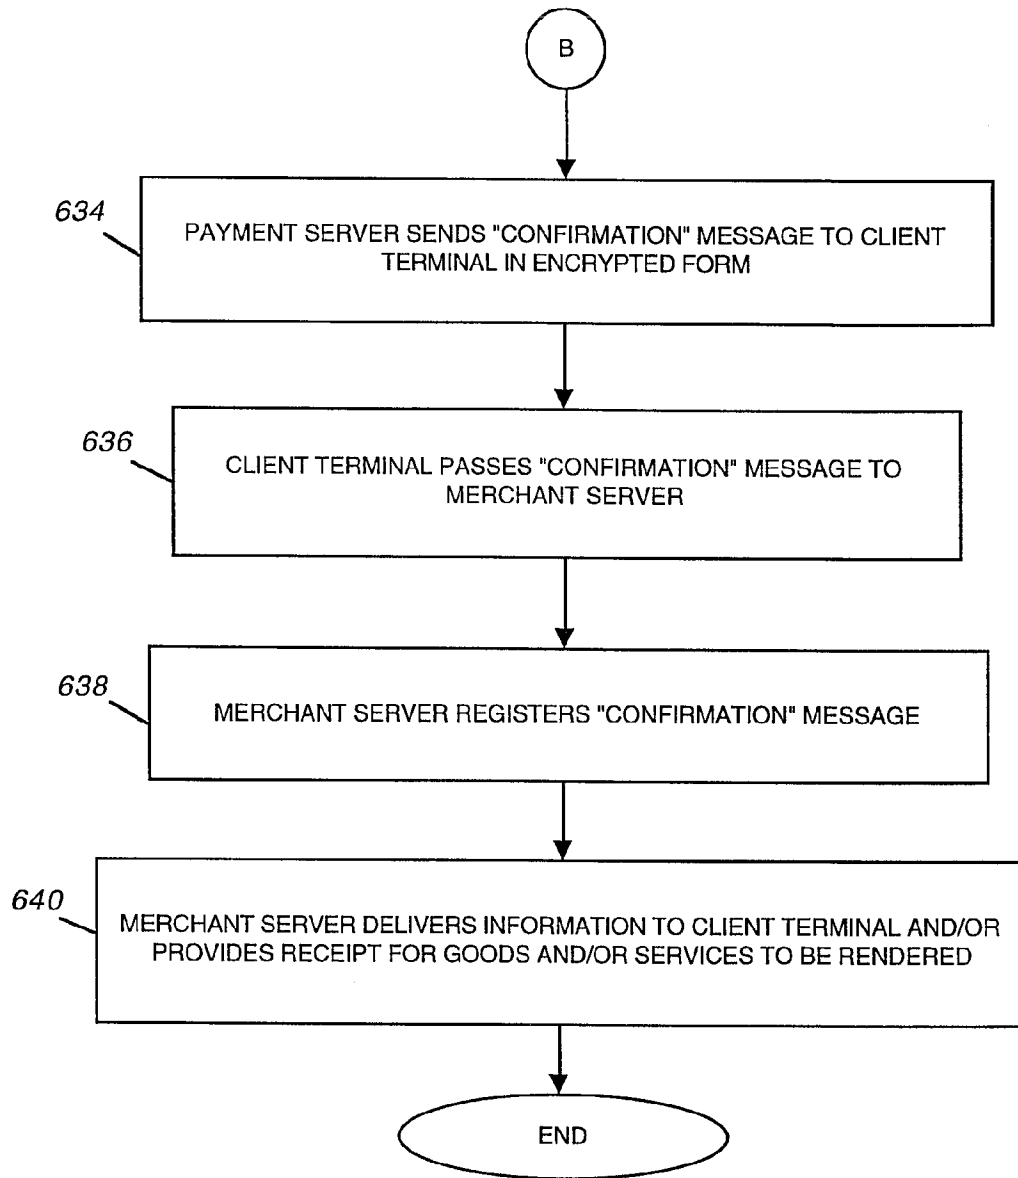 B
634
PAYMENT SERVER SENDS "CONFIRMATION" MESSAGE TO CLIENT
TERMINAL IN ENCRYPTED FORM
636
CLIENT TERMINAL PASSES "CONFIRMATION" MESSAGE TO
MERCHANT SERVER
638
MERCHANT SERVER REGISTERS "CONFIRMATION" MESSAGE
640
MERCHANT SERVER DELIVERS INFORMATION TO CLIENT TERMINAL AND/OR
PROVIDES RECEIPT FOR GOODS AND/OR SERVICES TO BE RENDERED
END